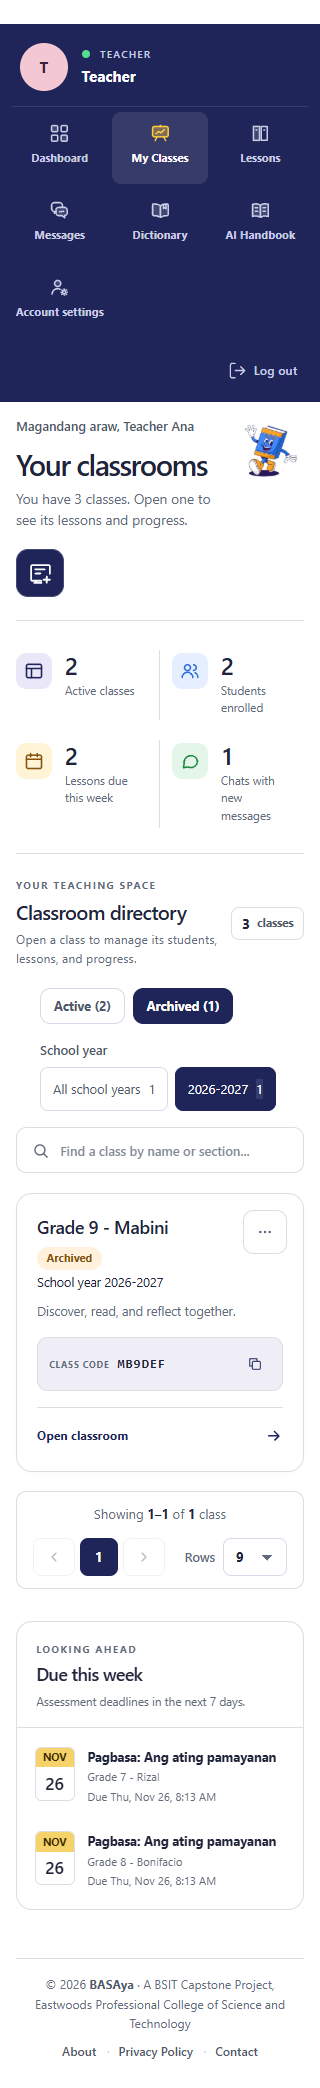 T
TEACHER
Teacher
Dashboard
My Classes
Lessons
Messages
Dictionary
AI Handbook
Account settings
Log out
Magandang araw, Teacher Ana
Your classrooms
You have 3 classes. Open one to
see its lessons and progress.
2
Active classes
2
Students
enrolled
2
Lessons due
this week
1
Chats with
new
messages
YOUR TEACHING SPACE
Classroom directory
3 classes
Open a class to manage its students,
lessons, and progress.
Active (2)
Archived (1)
School year
All school years 1
2026-2027 1
Find a class by name or section...
Grade 9 - Mabini
...
Archived
School year 2026-2027
Discover, read, and reflect together.
CLASS CODE MB9DEF
Open classroom
Showing 1–1 of 1 class
1
Rows 9
LOOKING AHEAD
Due this week
Assessment deadlines in the next 7 days.
NOV
26
Pagbasa: Ang ating pamayanan
Grade 7 - Rizal
Due Thu, Nov 26, 8:13 AM
NOV
26
Pagbasa: Ang ating pamayanan
Grade 8 - Bonifacio
Due Thu, Nov 26, 8:13 AM
© 2026 BASAya · A BSIT Capstone Project,
Eastwoods Professional College of Science and
Technology
About · Privacy Policy · Contact